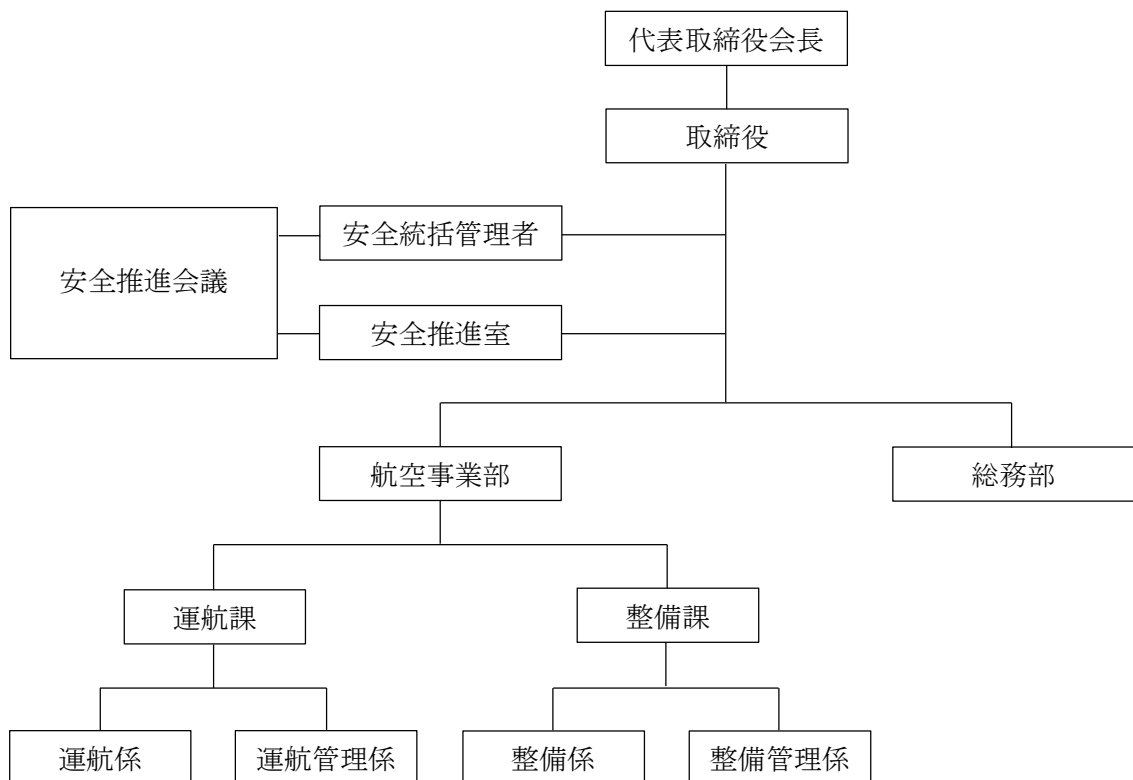 代表取締役会長
取締役
安全統括管理者
安全推進会議
安全推進室
航空事業部
総務部
運航課
整備課
運航係
運航管理係
整備係
整備管理係